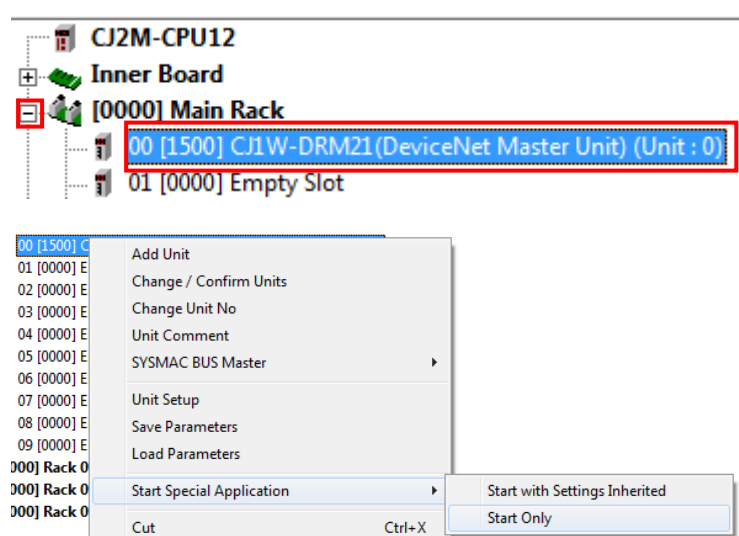 CJ2M-CPU12
Inner Board
[0000] Main Rack
00 [1500] CJ1W-DRM21(DeviceNet Master Unit) (Unit : 0)
01 [0000] Empty Slot
00 [1500] C
01 [0000] E
02 [0000] E
03 [0000] E
04 [0000] E
05 [0000] E
06 [0000] E
07 [0000] E
08 [0000] E
09 [0000] E
000] Rack 0
000] Rack 0
000] Rack 0
Add Unit
Change / Confirm Units
Change Unit No
Unit Comment
SYSMAC BUS Master
Unit Setup
Save Parameters
Load Parameters
Start Special Application
Cut Ctrl+X
Start with Settings Inherited
Start Only